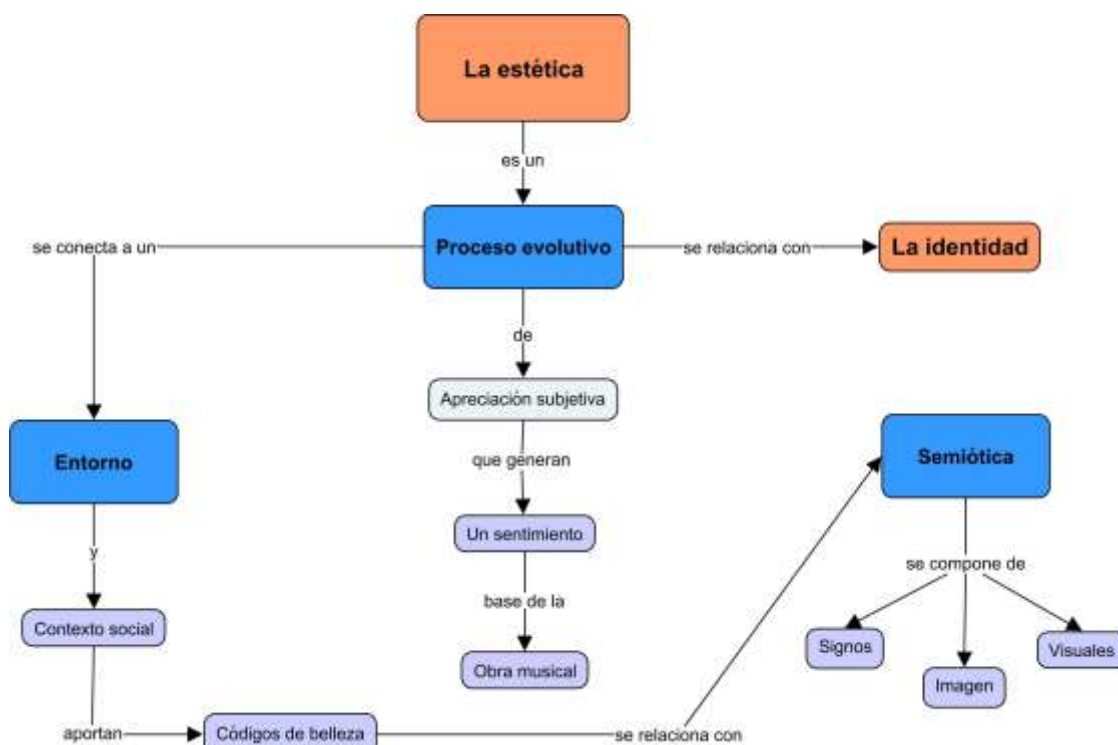 La estética
es un
se conecta a un
Proceso evolutivo
se relaciona con
La identidad
de
Apreciación subjetiva
Entorno
que generan
Semiótica
Un sentimiento
y
se compone de
base de la
Contexto social
Signos
Visuales
Obra musical
Imagen
aportan
Códigos de belleza
se relaciona con